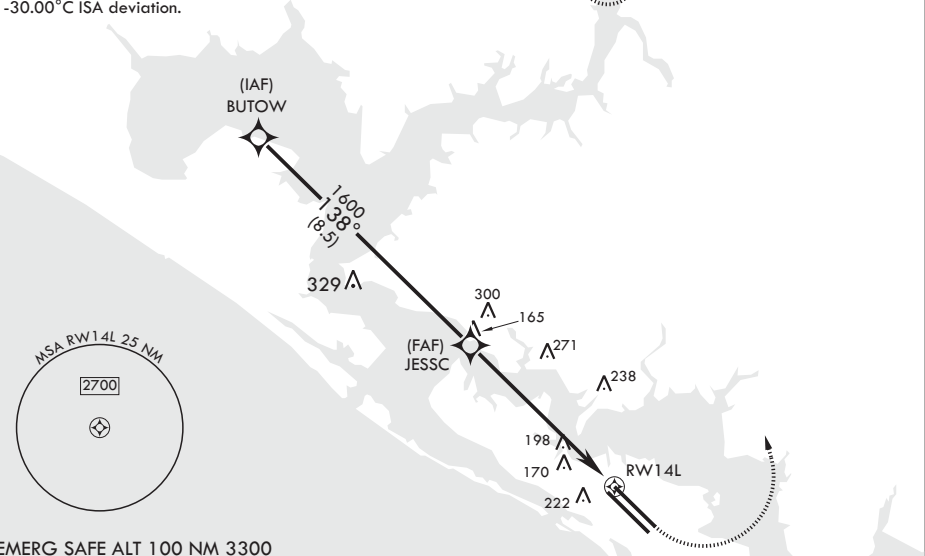 -30.00°C ISA deviation.
(IAF)
BUTOW
1600
138°
(8.5)
329
300
165
(FAF)
JESSC
271
238
MSA RW14L 25 NM
2700
198
170
RW14L
222
EMERG SAFE ALT 100 NM 3300